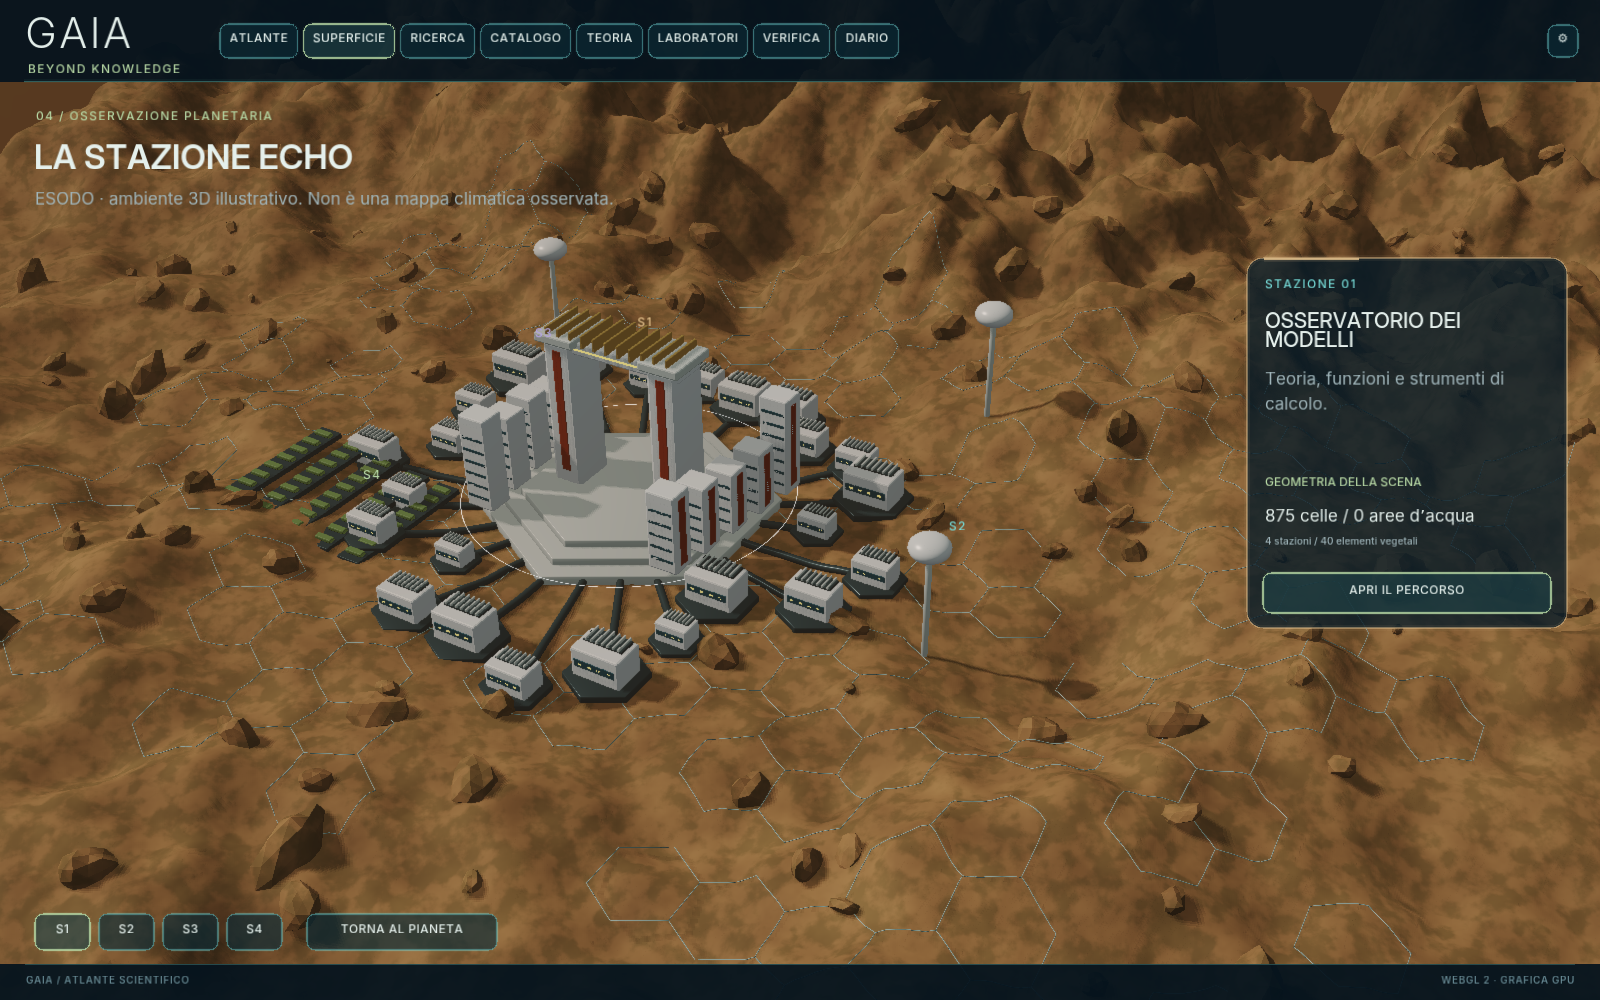 GAIA
BEYOND KNOWLEDGE
ATLANTE
SUPERFICIE
RICERCA
CATALOGO
TEORIA
LABORATORI
VERIFICA
DIARIO
04 / OSSERVAZIONE PLANETARIA
LA STAZIONE ECHO
ESODO · ambiente 3D illustrativo. Non è una mappa climatica osservata.
S1
S4
S2
STAZIONE 01
OSSERVATORIO DEI
MODELLI
Teoria, funzioni e strumenti di
calcolo.
GEOMETRIA DELLA SCENA
875 celle / 0 aree d’acqua
4 stazioni / 40 elementi vegetali
APRI IL PERCORSO
S1
S2
S3
S4
TORNA AL PIANETA
GAIA / ATLANTE SCIENTIFICO
WEBGL 2 · GRAFICA GPU